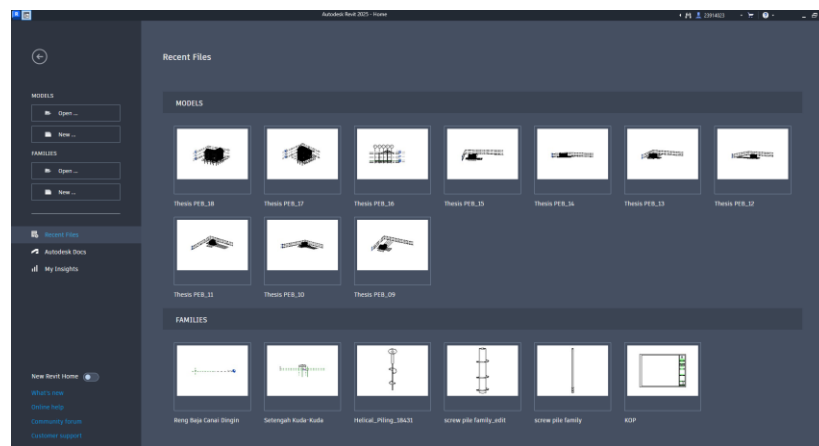 Autodesk Revit 2025 - Home
23914023
Recent Files
MODELS
Open ...
New ...
FAMILIES
Open ...
New ...
Recent Files
Autodesk Docs
My Insights
New Revit Home
What's new
Online help
Community forum
Customer support
MODELS
Thesis PEB_18
Thesis PEB_17
Thesis PEB_16
Thesis PEB_15
Thesis PEB_14
Thesis PEB_13
Thesis PEB_12
Thesis PEB_11
Thesis PEB_10
Thesis PEB_09
FAMILIES
Reng Baja Canai Dingin
Setengah Kuda-Kuda
Helical_Piling_38431
screw pile family_edit
screw pile family
KOP